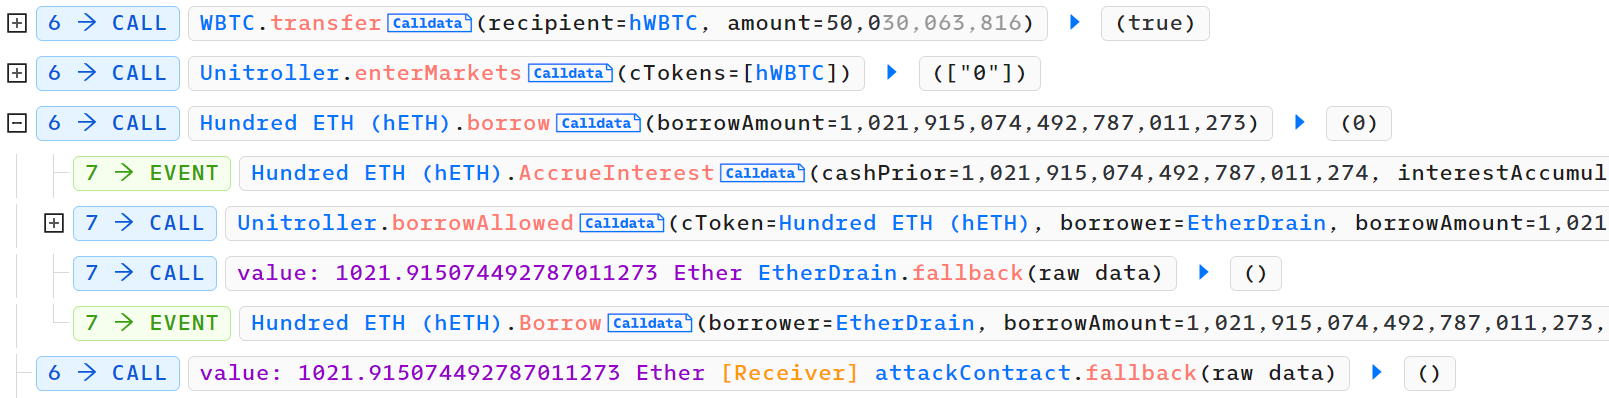 6 → CALL WBTC.transfer Calldata (recipient=hWBTC, amount=50,030,063,816) (true)
6 → CALL Unitroller.enterMarkets Calldata (cTokens=[hWBTC]) (["0"])
6 → CALL Hundred ETH (hETH).borrow Calldata (borrowAmount=1,021,915,074,492,787,011,273) (0)
7 → EVENT Hundred ETH (hETH).AccrueInterest Calldata (cashPrior=1,021,915,074,492,787,011,274, interestAccumul
7 → CALL Unitroller.borrowAllowed Calldata (cToken=Hundred ETH (hETH), borrower=EtherDrain, borrowAmount=1,021
7 → CALL value: 1021.915074492787011273 Ether EtherDrain.fallback(raw data) ()
7 → EVENT Hundred ETH (hETH).Borrow Calldata (borrower=EtherDrain, borrowAmount=1,021,915,074,492,787,011,273,
6 → CALL value: 1021.915074492787011273 Ether [Receiver] attackContract.fallback(raw data) ()